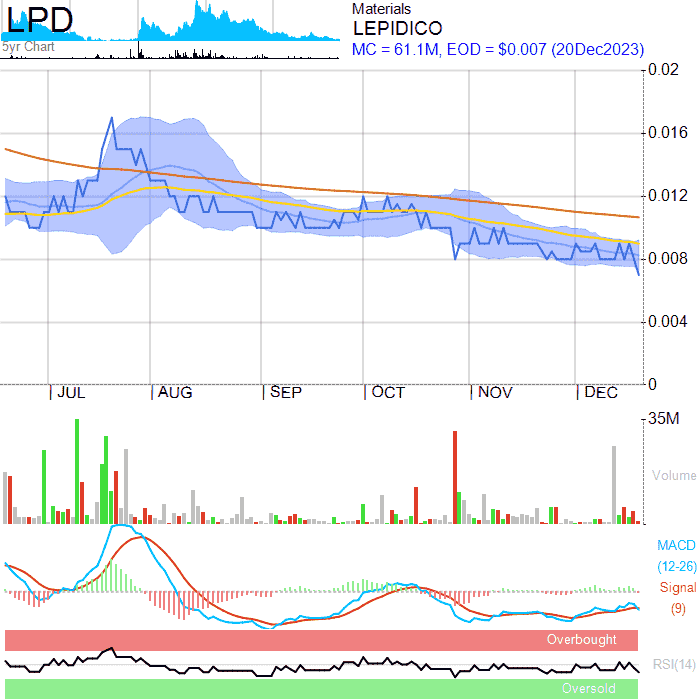 LPD
5yr Chart
Materials
LEPIDICO
MC = 61.1M, EOD = $0.007 (20Dec2023)
0.02
0.016
0.012
0.008
0.004
0
JUL
AUG
SEP
OCT
NOV
DEC
35M
Volume
MACD
(12-26)
Signal
(9)
Overbought
RSI(14)
Oversold